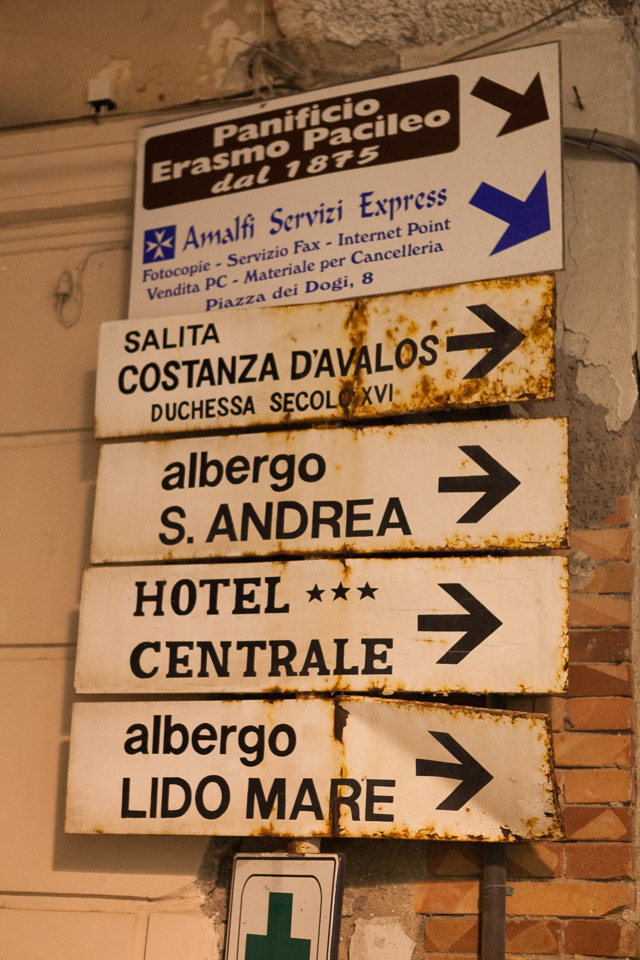 Panificio
Erasmo Pacileo
dal 1875
Amalfi Servizi Express
Fotocopie - Servizio Fax - Internet Point
Vendita PC - Materiale per Cancelleria
Piazza dei Dogi, 8
SALITA
COSTANZA D'AVALOS
DUCHESSA SECOLO XVI
albergo
S. ANDREA
HOTEL ★★★
CENTRALE
albergo
LIDO MARE